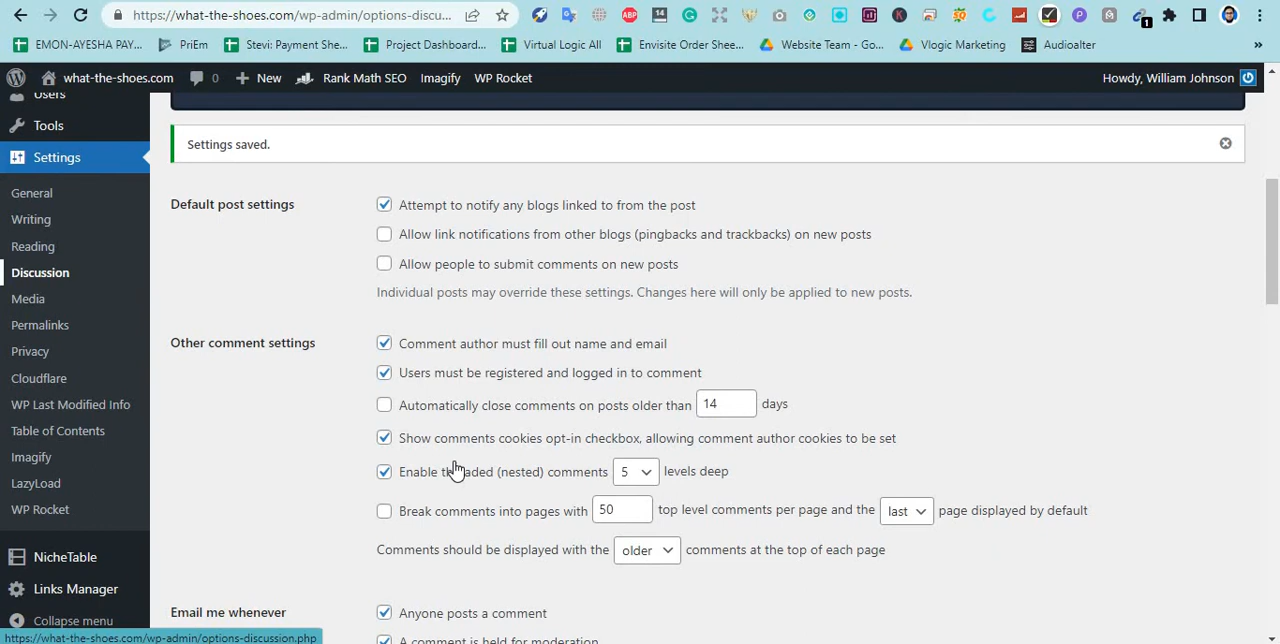 https://what-the-shoes.com/wp-admin/options-discu...
EMON-AYESHA PAY... PriEm Stevi: Payment She... Project Dashboard... Virtual Logic All Envisite Order Shee... Website Team - Go... Vlogic Marketing Audioalter »
what-the-shoes.com 0 + New Rank Math SEO Imagify WP Rocket Howdy, William Johnson
Users
Tools
Settings
General
Writing
Reading
Discussion
Media
Permalinks
Privacy
Cloudflare
WP Last Modified Info
Table of Contents
Imagify
LazyLoad
WP Rocket
NicheTable
Links Manager
Collapse menu
Settings saved.
Default post settings
Attempt to notify any blogs linked to from the post
Allow link notifications from other blogs (pingbacks and trackbacks) on new posts
Allow people to submit comments on new posts
Individual posts may override these settings. Changes here will only be applied to new posts.
Other comment settings
Comment author must fill out name and email
Users must be registered and logged in to comment
Automatically close comments on posts older than 14 days
Show comments cookies opt-in checkbox, allowing comment author cookies to be set
Enable threaded (nested) comments 5 levels deep
Break comments into pages with 50 top level comments per page and the last page displayed by default
Comments should be displayed with the older comments at the top of each page
Email me whenever
Anyone posts a comment
A comment is held for moderation
https://what-the-shoes.com/wp-admin/options-discussion.php